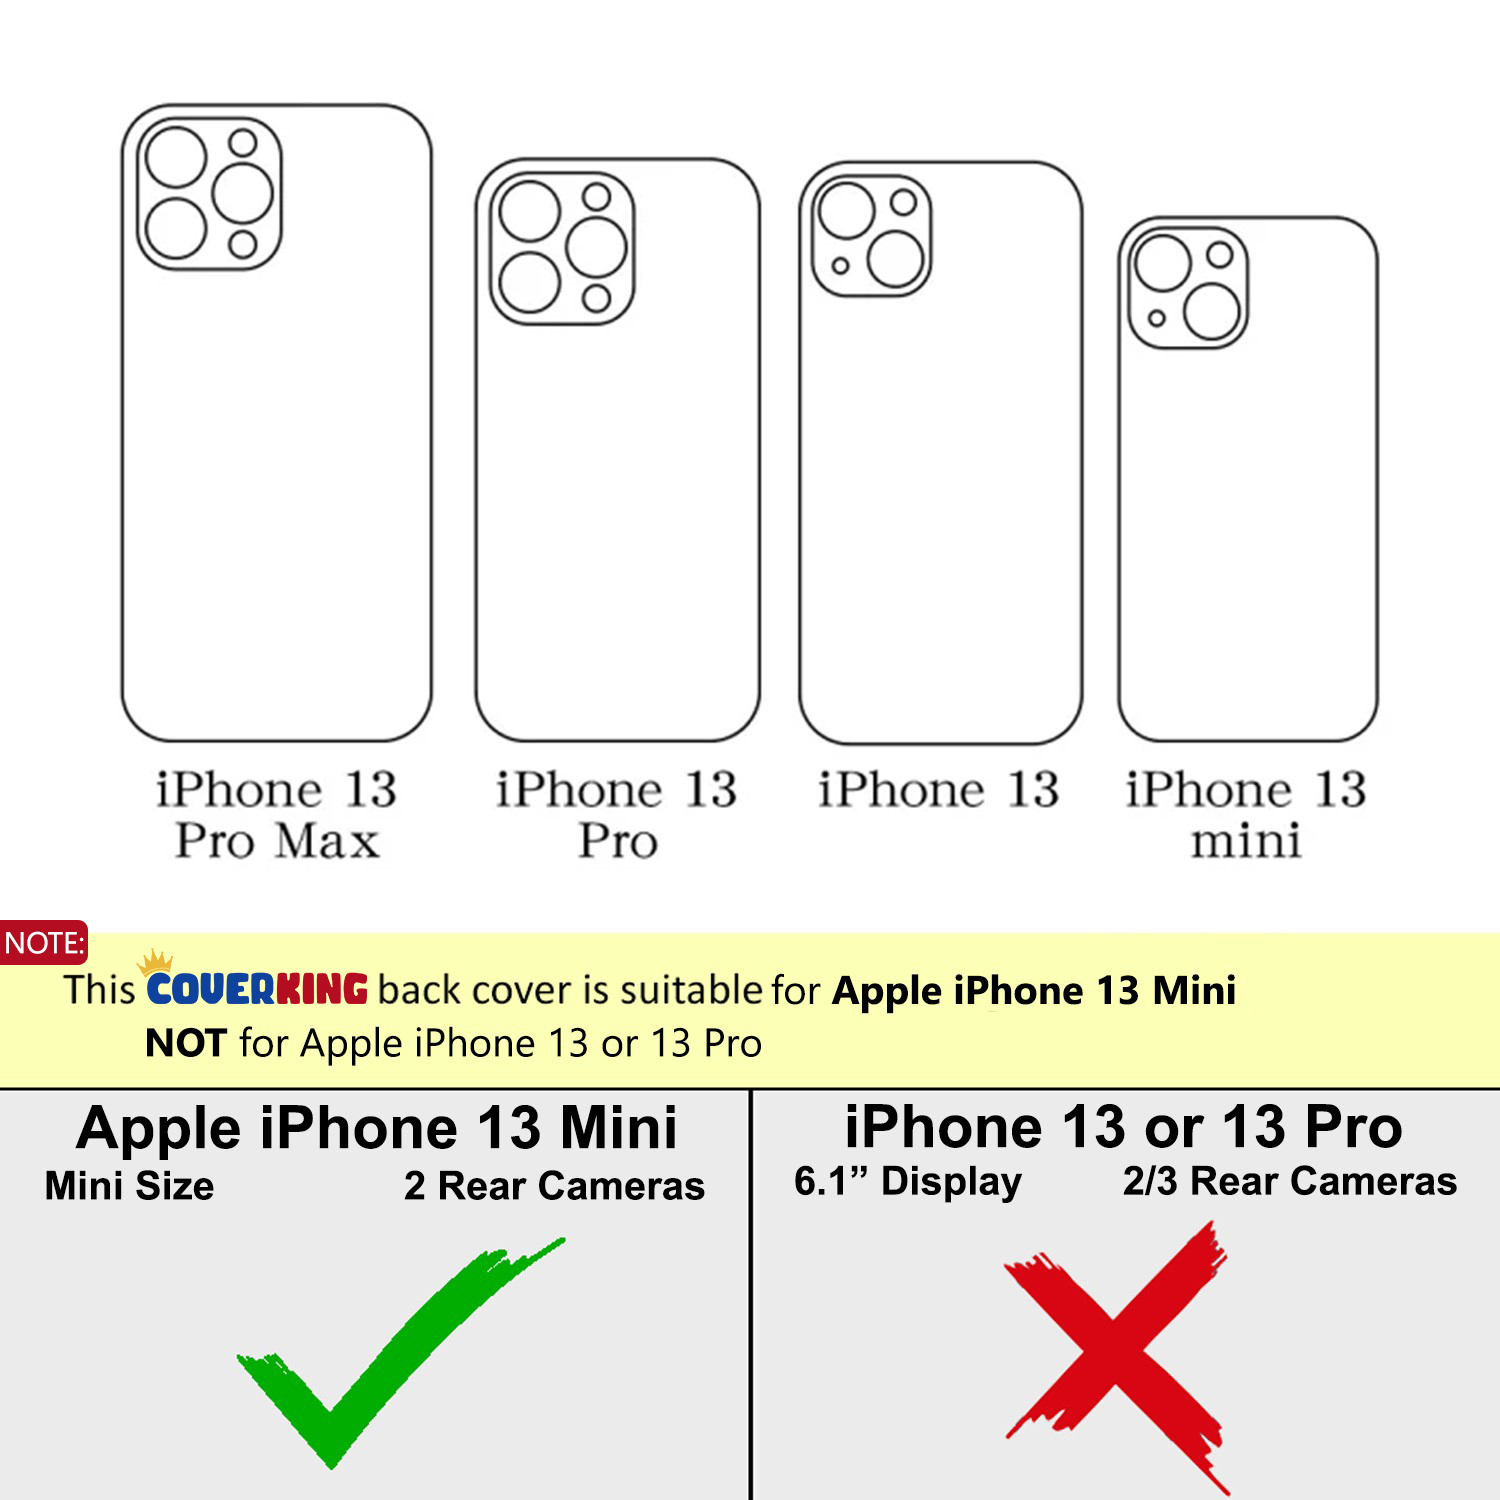 iPhone 13 Pro Max
iPhone 13 Pro
iPhone 13
iPhone 13 mini
NOTE:
This COVERKING back cover is suitable for Apple iPhone 13 Mini
NOT for Apple iPhone 13 or 13 Pro
Apple iPhone 13 Mini
Mini Size 2 Rear Cameras
iPhone 13 or 13 Pro
6.1” Display 2/3 Rear Cameras